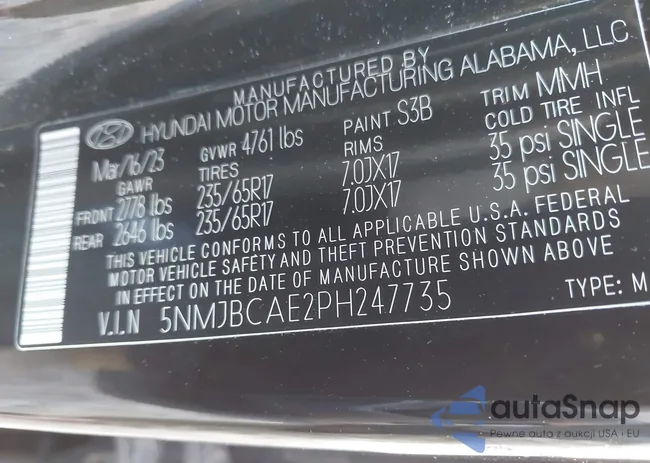 MANUFACTURED BY
HYUNDAI MOTOR MANUFACTURING ALABAMA, LLC
Mar/16/23 GVWR 4761 lbs PAINT S3B TRIM MMH
GAWR TIRES RIMS COLD TIRE INFL
FRONT 2778 lbs 235/65R17 7.0JX17 35 psi SINGLE
REAR 2646 lbs 235/65R17 7.0JX17 35 psi SINGLE
THIS VEHICLE CONFORMS TO ALL APPLICABLE U.S.A. FEDERAL
MOTOR VEHICLE SAFETY AND THEFT PREVENTION STANDARDS
IN EFFECT ON THE DATE OF MANUFACTURE SHOWN ABOVE
V.I.N 5NMJBCAE2PH247735 TYPE: M
autoSnap
Pewne auta z aukcji USA i EU